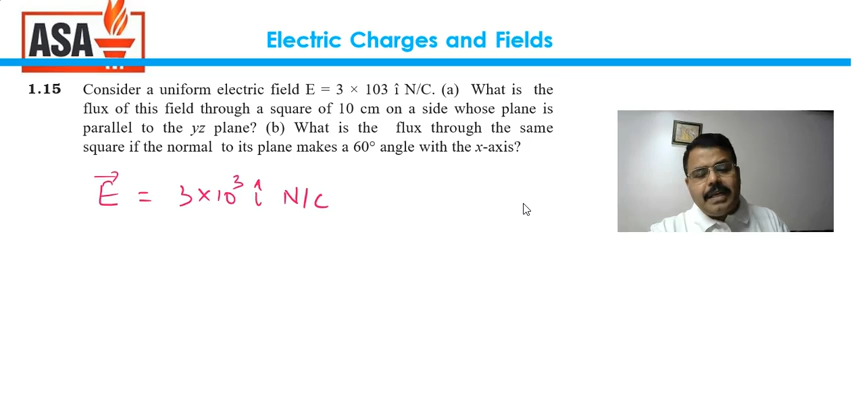 ASA
Electric Charges and Fields
1.15 Consider a uniform electric field E = 3 × 103 î N/C. (a) What is the
flux of this field through a square of 10 cm on a side whose plane is
parallel to the yz plane? (b) What is the flux through the same
square if the normal to its plane makes a 60° angle with the x-axis?
E⃗ = 3×10³ î N/C